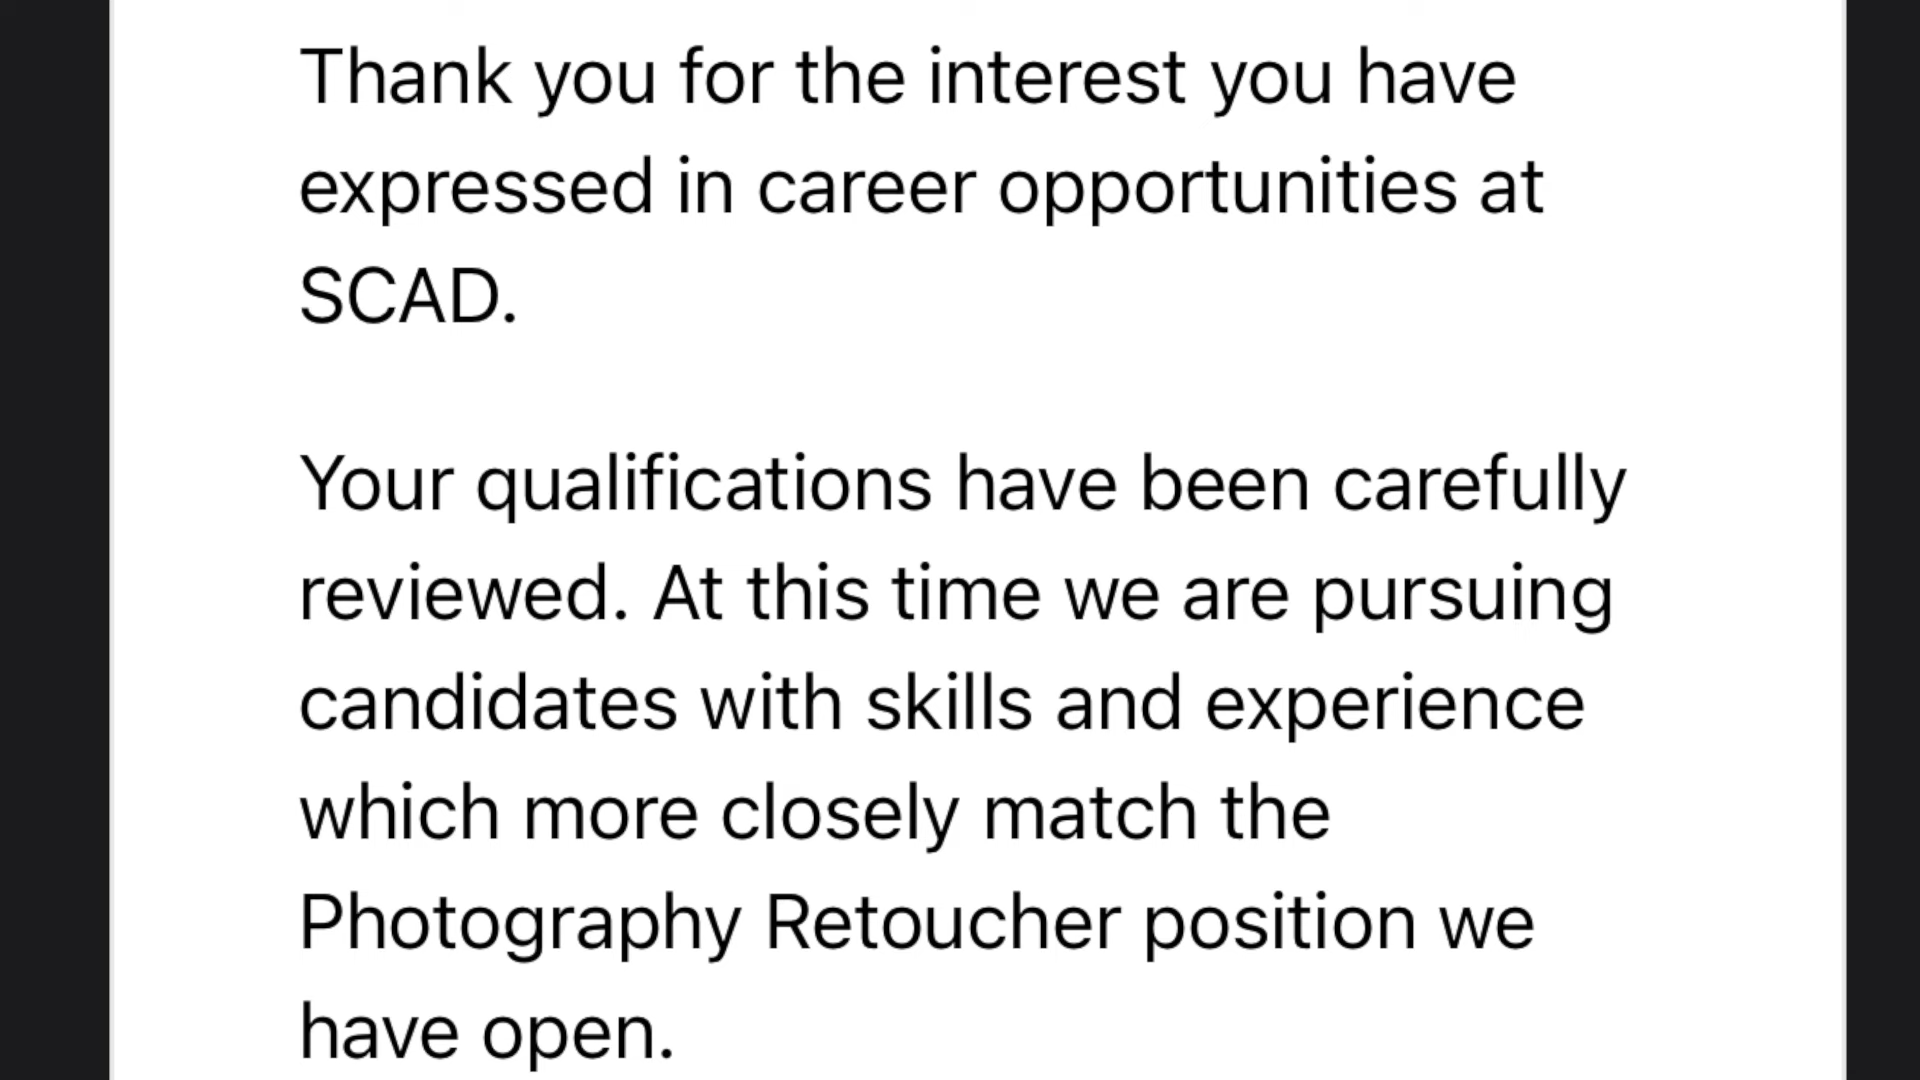 Thank you for the interest you have
expressed in career opportunities at
SCAD.
Your qualifications have been carefully
reviewed. At this time we are pursuing
candidates with skills and experience
which more closely match the
Photography Retoucher position we
have open.